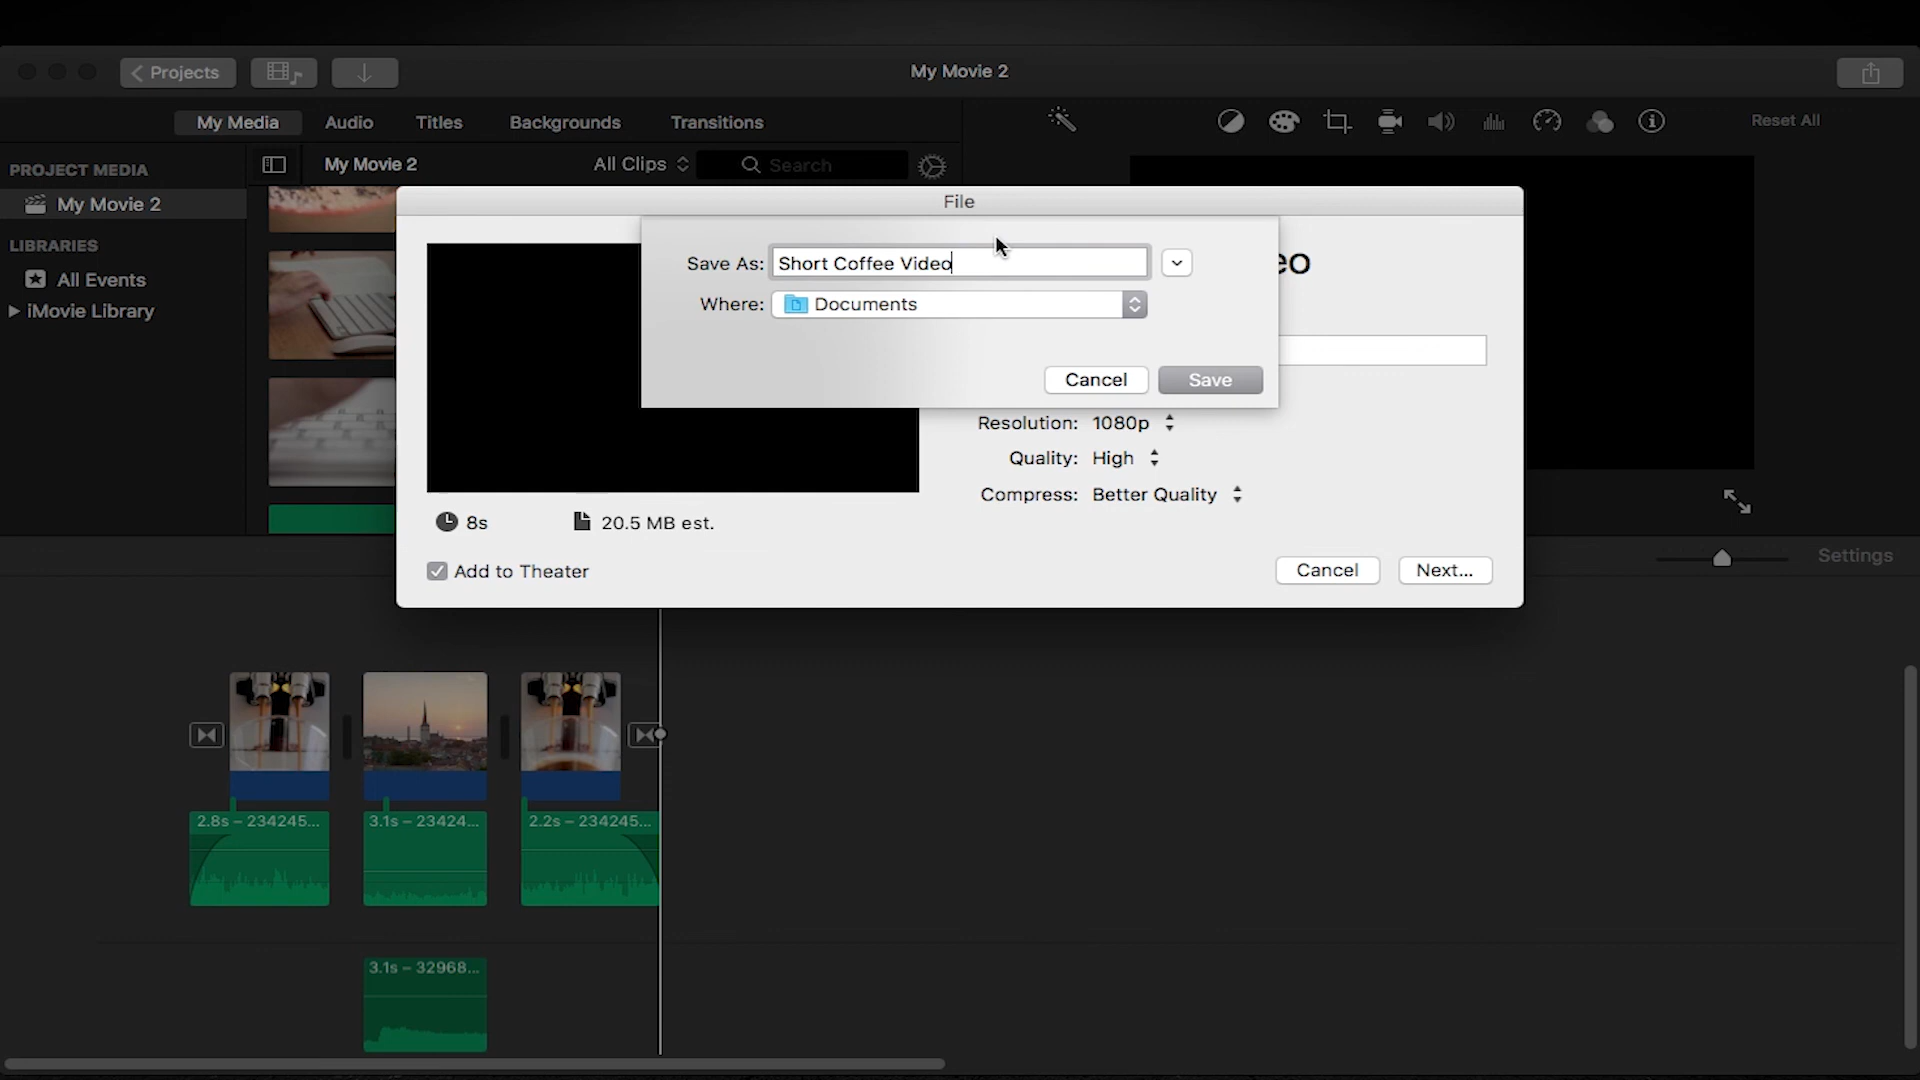 Projects
My Movie 2
My Media
Audio
Titles
Backgrounds
Transitions
Reset All
PROJECT MEDIA
My Movie 2
All Clips
Search
My Movie 2
LIBRARIES
All Events
iMovie Library
File
Save As: Short Coffee Video
Where: Documents
Cancel
Save
eo
Resolution: 1080p
Quality: High
Compress: Better Quality
8s
20.5 MB est.
Add to Theater
Cancel
Next...
Settings
2.8s – 234245...
3.1s – 23424...
2.2s – 234245...
3.1s – 32968...